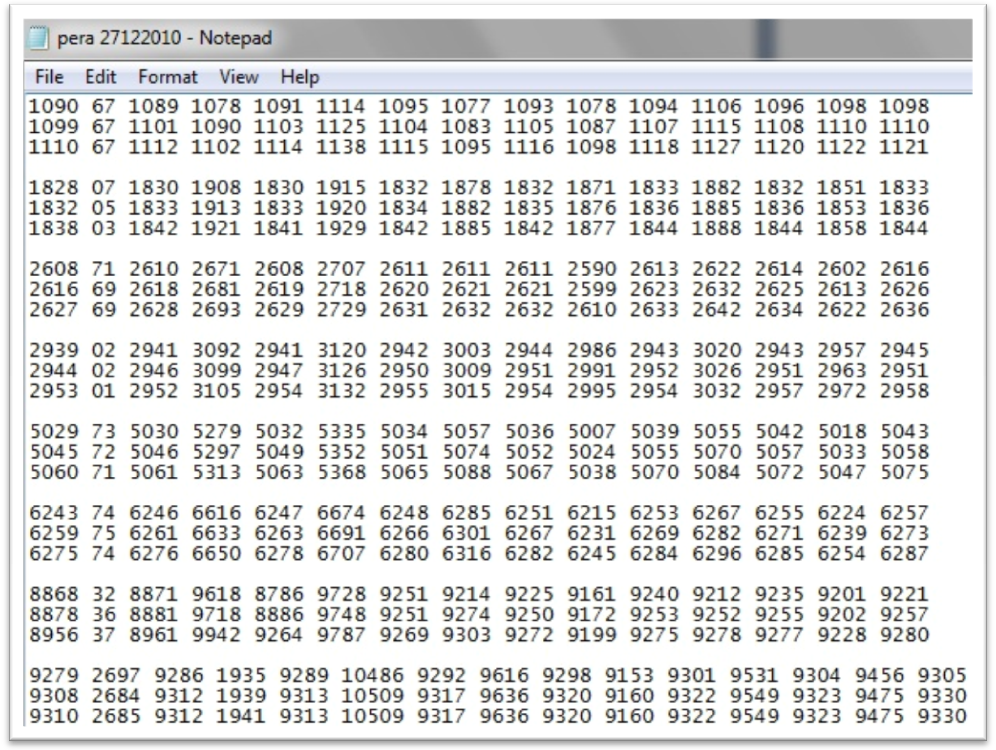 pera 27122010 - Notepad
File Edit Format View Help
1090 67 1089 1078 1091 1114 1095 1077 1093 1078 1094 1106 1096 1098 1098
1099 67 1101 1090 1103 1125 1104 1083 1105 1087 1107 1115 1108 1110 1110
1110 67 1112 1102 1114 1138 1115 1095 1116 1098 1118 1127 1120 1122 1121
1828 07 1830 1908 1830 1915 1832 1878 1832 1871 1833 1882 1832 1851 1833
1832 05 1833 1913 1833 1920 1834 1882 1835 1876 1836 1885 1836 1853 1836
1838 03 1842 1921 1841 1929 1842 1885 1842 1877 1844 1888 1844 1858 1844
2608 71 2610 2671 2608 2707 2611 2611 2611 2590 2613 2622 2614 2602 2616
2616 69 2618 2681 2619 2718 2620 2621 2621 2599 2623 2632 2625 2613 2626
2627 69 2628 2693 2629 2729 2631 2632 2632 2610 2633 2642 2634 2622 2636
2939 02 2941 3092 2941 3120 2942 3003 2944 2986 2943 3020 2943 2957 2945
2944 02 2946 3099 2947 3126 2950 3009 2951 2991 2952 3026 2951 2963 2951
2953 01 2952 3105 2954 3132 2955 3015 2954 2995 2954 3032 2957 2972 2958
5029 73 5030 5279 5032 5335 5034 5057 5036 5007 5039 5055 5042 5018 5043
5045 72 5046 5297 5049 5352 5051 5074 5052 5024 5055 5070 5057 5033 5058
5060 71 5061 5313 5063 5368 5065 5088 5067 5038 5070 5084 5072 5047 5075
6243 74 6246 6616 6247 6674 6248 6285 6251 6215 6253 6267 6255 6224 6257
6259 75 6261 6633 6263 6691 6266 6301 6267 6231 6269 6282 6271 6239 6273
6275 74 6276 6650 6278 6707 6280 6316 6282 6245 6284 6296 6285 6254 6287
8868 32 8871 9618 8786 9728 9251 9214 9225 9161 9240 9212 9235 9201 9221
8878 36 8881 9718 8886 9748 9251 9274 9250 9172 9253 9252 9255 9202 9257
8956 37 8961 9942 9264 9787 9269 9303 9272 9199 9275 9278 9277 9228 9280
9279 2697 9286 1935 9289 10486 9292 9616 9298 9153 9301 9531 9304 9456 9305
9308 2684 9312 1939 9313 10509 9317 9636 9320 9160 9322 9549 9323 9475 9330
9310 2685 9312 1941 9313 10509 9317 9636 9320 9160 9322 9549 9323 9475 9330